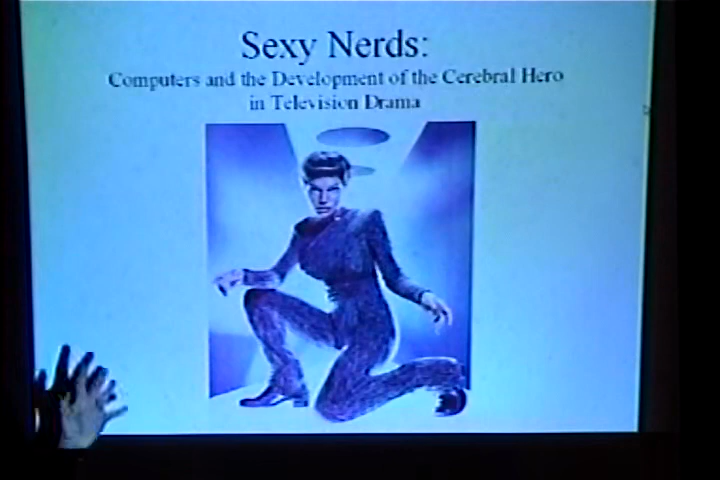 Sexy Nerds:
Computers and the Development of the Cerebral Hero
in Television Drama